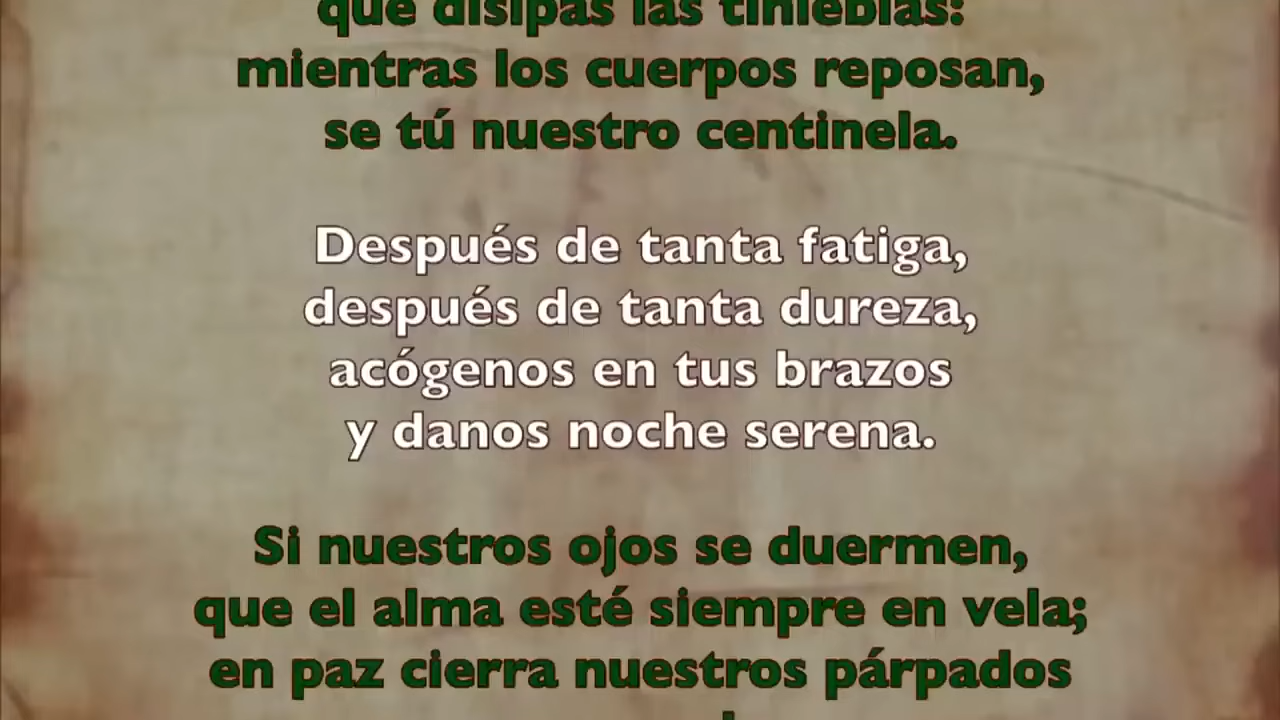 que disipas las tinieblas:
mientras los cuerpos reposan,
se tú nuestro centinela.
Después de tanta fatiga,
después de tanta dureza,
acógenos en tus brazos
y danos noche serena.
Si nuestros ojos se duermen,
que el alma esté siempre en vela;
en paz cierra nuestros párpados